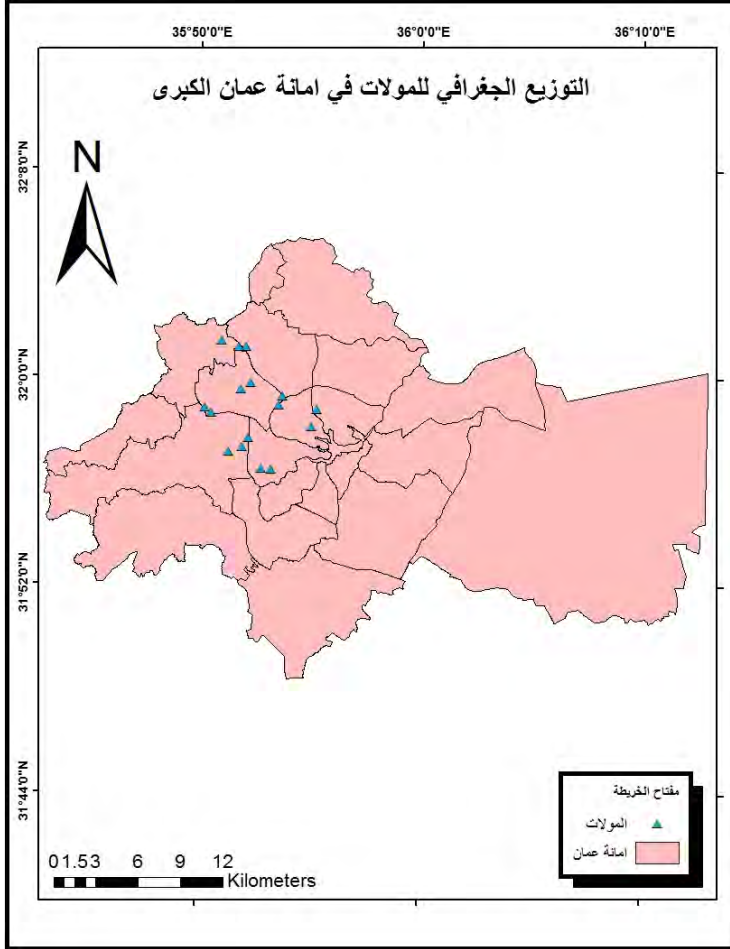 35°50'0"E 36°0'0"E 36°10'0"E
التوزيع الجغرافي للمولات في امانة عمان الكبرى
N
32°8'0"N
32°0'0"N
31°52'0"N
31°44'0"N
مفتاح الخريطة
المولات
امانة عمان
0 1.5 3 6 9 12
Kilometers